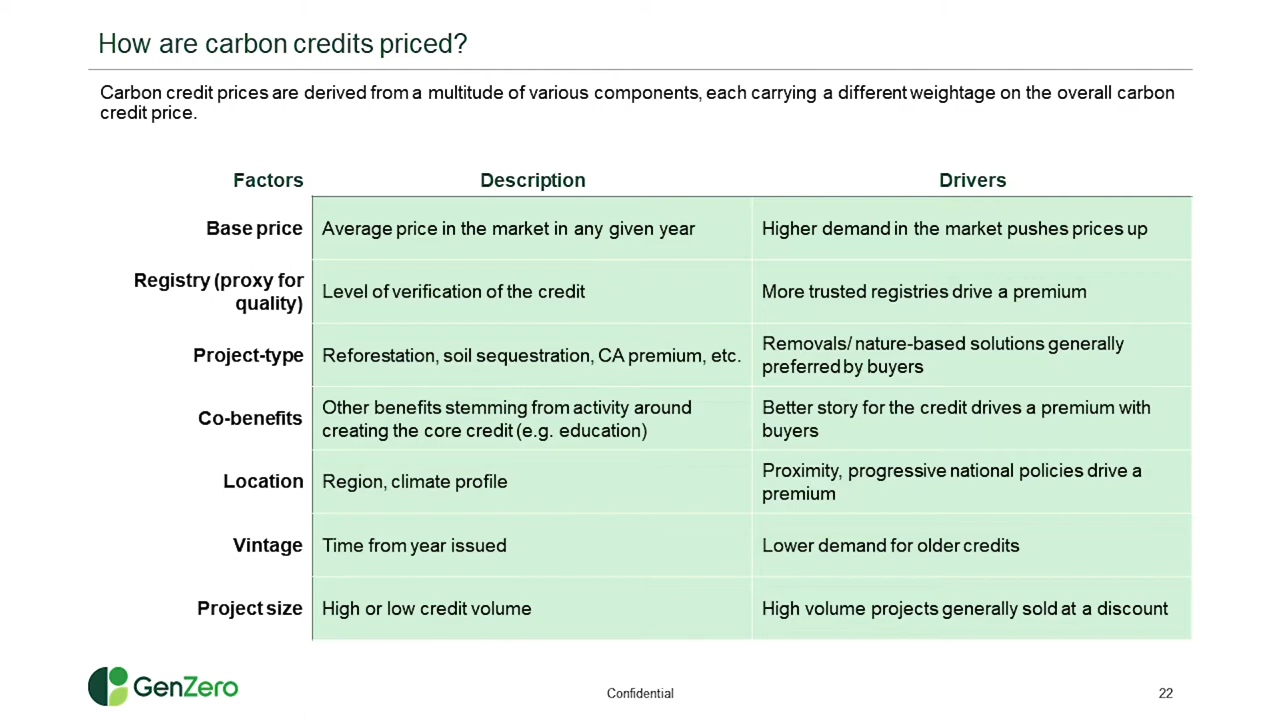 How are carbon credits priced?
Carbon credit prices are derived from a multitude of various components, each carrying a different weightage on the overall carbon
credit price.
Factors Description Drivers
Base price Average price in the market in any given year Higher demand in the market pushes prices up
Registry (proxy for
quality) Level of verification of the credit More trusted registries drive a premium
Project-type Reforestation, soil sequestration, CA premium, etc. Removals/ nature-based solutions generally
preferred by buyers
Co-benefits Other benefits stemming from activity around
creating the core credit (e.g. education) Better story for the credit drives a premium with
buyers
Location Region, climate profile Proximity, progressive national policies drive a
premium
Vintage Time from year issued Lower demand for older credits
Project size High or low credit volume High volume projects generally sold at a discount
GenZero Confidential 22